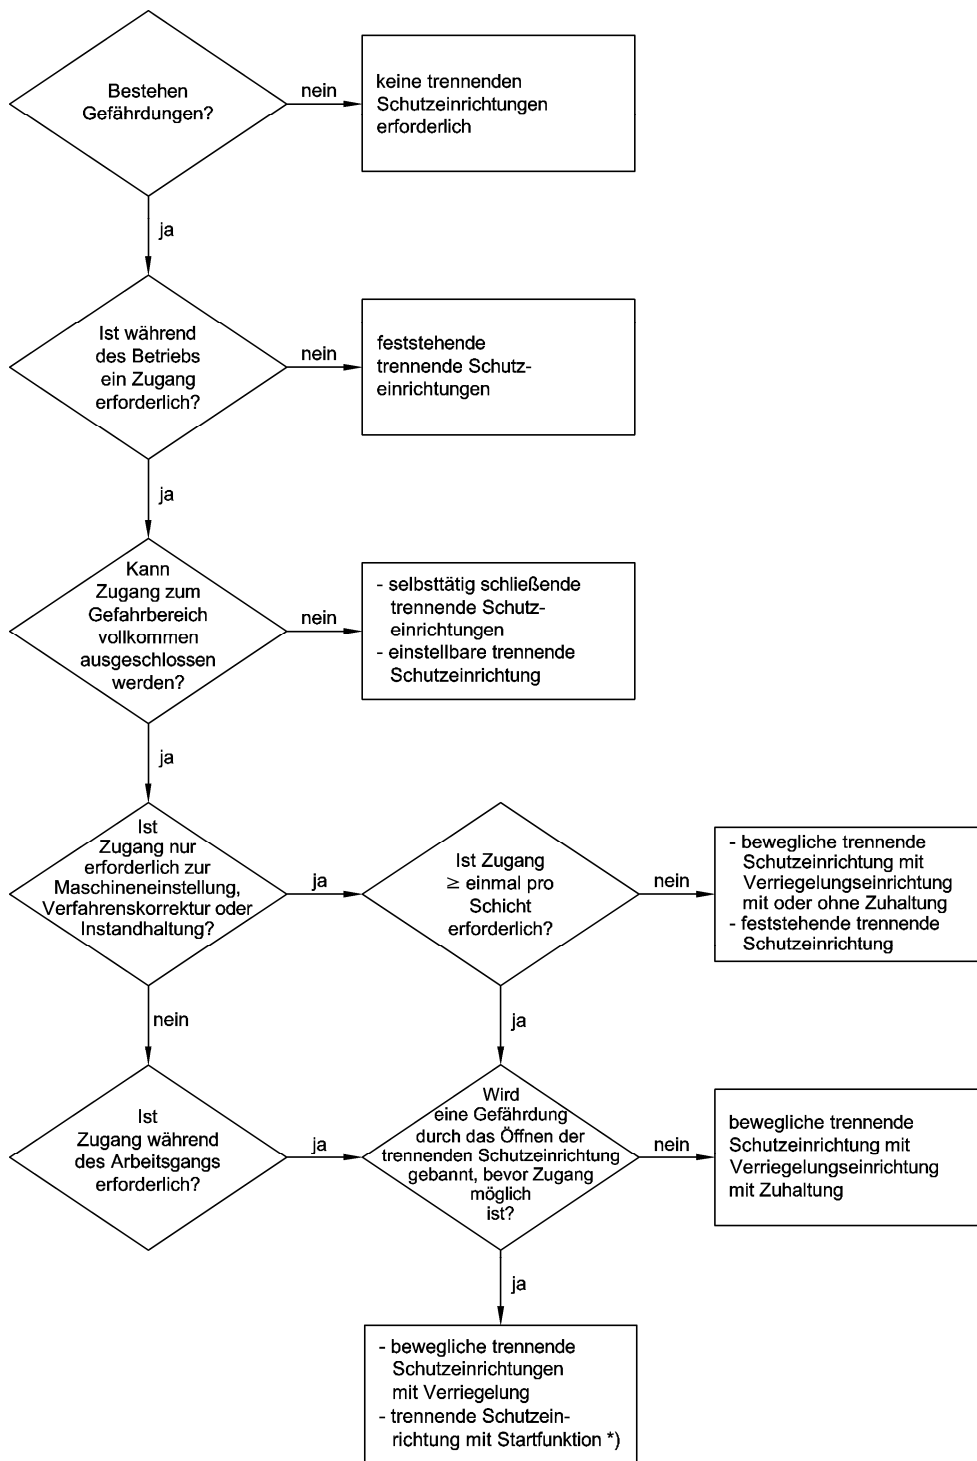 Bestehen
Gefährdungen?
nein
keine trennenden
Schutzeinrichtungen
erforderlich
ja
Ist während
des Betriebs
ein Zugang
erforderlich?
nein
feststehende
trennende Schutz-
einrichtungen
ja
Kann
Zugang zum
Gefahrbereich
vollkommen
ausgeschlossen
werden?
nein
- selbsttätig schließende
trennende Schutz-
einrichtungen
- einstellbare trennende
Schutzeinrichtung
ja
Ist
Zugang nur
erforderlich zur
Maschineneinstellung,
Verfahrenskorrektur oder
Instandhaltung?
ja
Ist Zugang
≥ einmal pro
Schicht
erforderlich?
nein
- bewegliche trennende
Schutzeinrichtung mit
Verriegelungseinrichtung
mit oder ohne Zuhaltung
- feststehende trennende
Schutzeinrichtung
nein
ja
Ist
Zugang während
des Arbeitsgangs
erforderlich?
ja
Wird
eine Gefährdung
durch das Öffnen der
trennenden Schutzeinrichtung
gebannt, bevor Zugang
möglich
ist?
nein
bewegliche trennende
Schutzeinrichtung mit
Verriegelungseinrichtung
mit Zuhaltung
ja
- bewegliche trennende
Schutzeinrichtungen
mit Verriegelung
- trennende Schutzein-
richtung mit Startfunktion *)